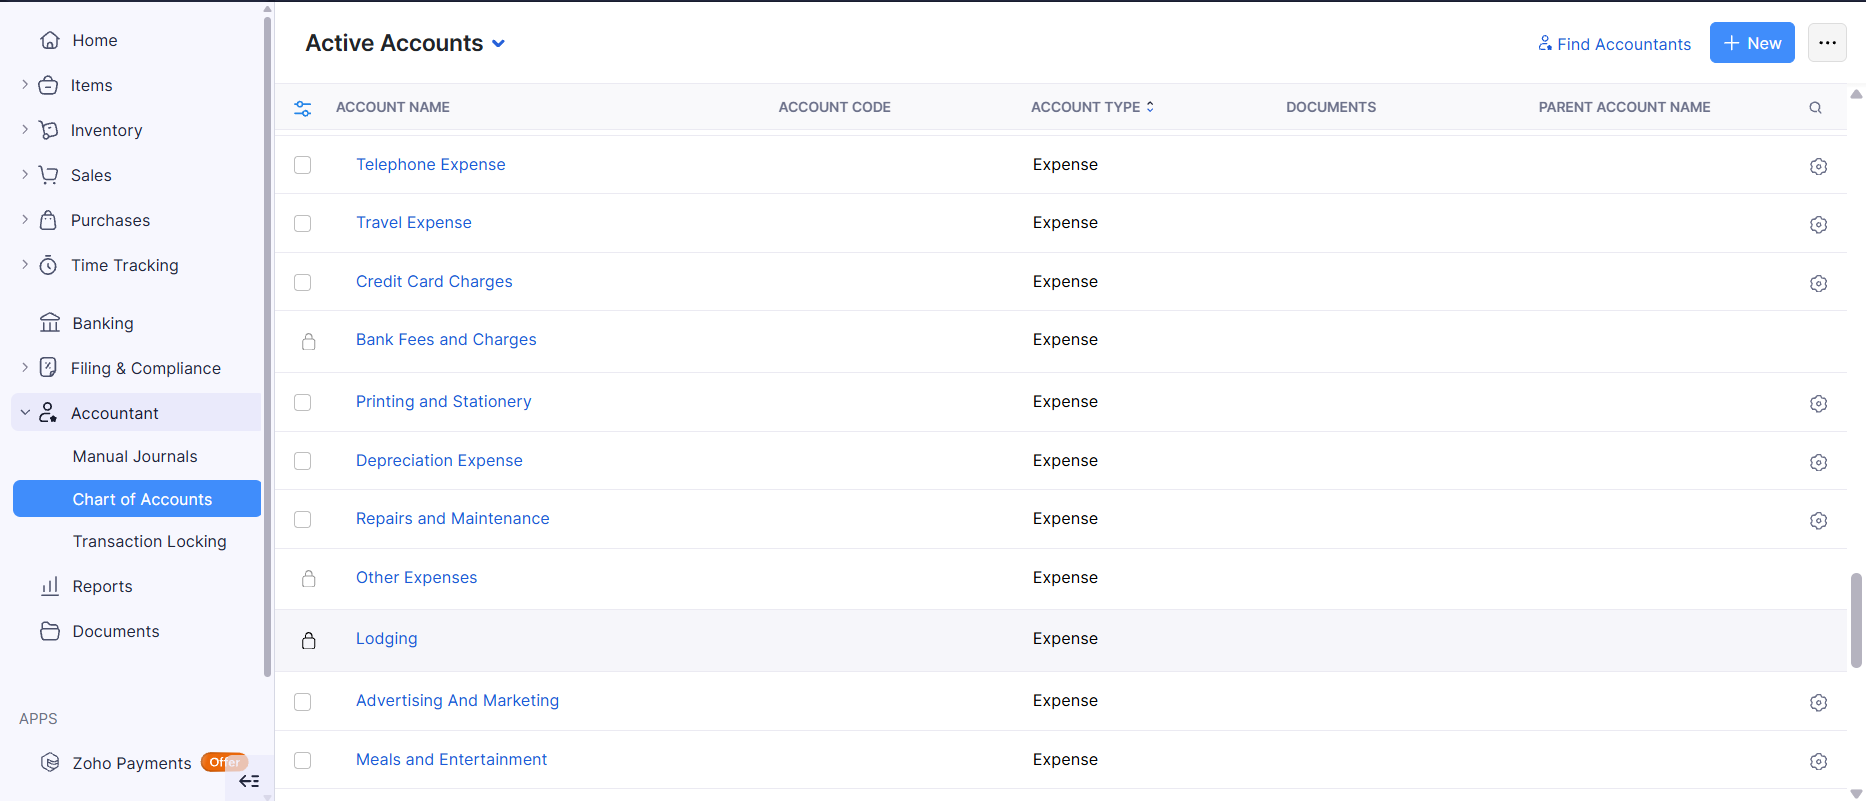 Home
Items
Inventory
Sales
Purchases
Time Tracking
Banking
Filing & Compliance
Accountant
Manual Journals
Chart of Accounts
Transaction Locking
Reports
Documents
APPS
Zoho Payments Offer
Active Accounts
Find Accountants
New
ACCOUNT NAME ACCOUNT CODE ACCOUNT TYPE DOCUMENTS PARENT ACCOUNT NAME
Telephone Expense Expense
Travel Expense Expense
Credit Card Charges Expense
Bank Fees and Charges Expense
Printing and Stationery Expense
Depreciation Expense Expense
Repairs and Maintenance Expense
Other Expenses Expense
Lodging Expense
Advertising And Marketing Expense
Meals and Entertainment Expense